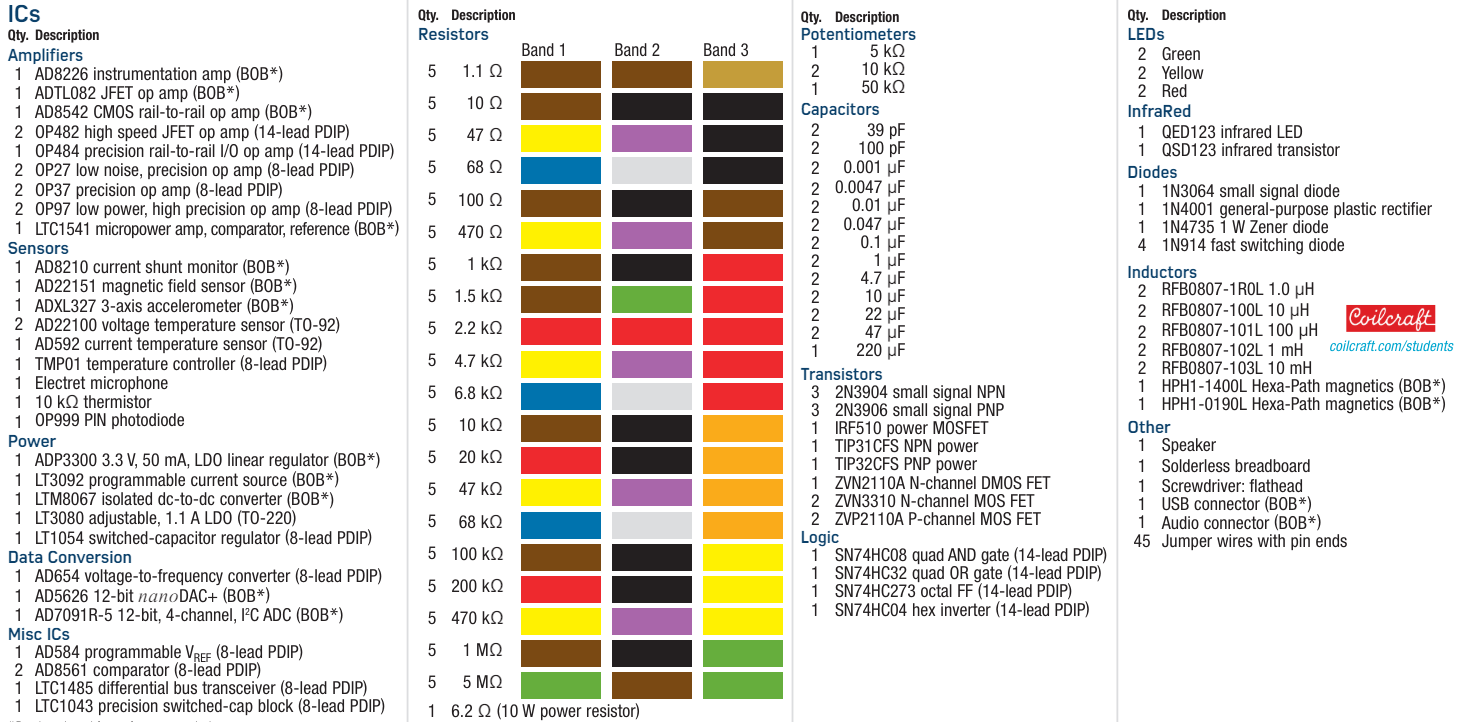 ICs
Qty. Description
Amplifiers
1 AD8226 instrumentation amp (BOB*)
1 ADTL082 JFET op amp (BOB*)
1 AD8542 CMOS rail-to-rail op amp (BOB*)
2 OP482 high speed JFET op amp (14-lead PDIP)
1 OP484 precision rail-to-rail I/O op amp (14-lead PDIP)
2 OP27 low noise, precision op amp (8-lead PDIP)
2 OP37 precision op amp (8-lead PDIP)
2 OP97 low power, high precision op amp (8-lead PDIP)
1 LTC1541 micropower amp, comparator, reference (BOB*)
Sensors
1 AD8210 current shunt monitor (BOB*)
1 AD22151 magnetic field sensor (BOB*)
1 ADXL327 3-axis accelerometer (BOB*)
2 AD22100 voltage temperature sensor (TO-92)
1 AD592 current temperature sensor (TO-92)
1 TMP01 temperature controller (8-lead PDIP)
1 Electret microphone
1 10 kΩ thermistor
1 OP999 PIN photodiode
Power
1 ADP3300 3.3 V, 50 mA, LDO linear regulator (BOB*)
1 LT3092 programmable current source (BOB*)
1 LTM8067 isolated dc-to-dc converter (BOB*)
1 LT3080 adjustable, 1.1 A LDO (TO-220)
1 LT1054 switched-capacitor regulator (8-lead PDIP)
Data Conversion
1 AD654 voltage-to-frequency converter (8-lead PDIP)
1 AD5626 12-bit nanoDAC+ (BOB*)
1 AD7091R-5 12-bit, 4-channel, I²C ADC (BOB*)
Misc ICs
1 AD584 programmable VREF (8-lead PDIP)
2 AD8561 comparator (8-lead PDIP)
1 LTC1485 differential bus transceiver (8-lead PDIP)
1 LTC1043 precision switched-cap block (8-lead PDIP)
Qty. Description
Resistors
Band 1 Band 2 Band 3
5 1.1 Ω
5 10 Ω
5 47 Ω
5 68 Ω
5 100 Ω
5 470 Ω
5 1 kΩ
5 1.5 kΩ
5 2.2 kΩ
5 4.7 kΩ
5 6.8 kΩ
5 10 kΩ
5 20 kΩ
5 47 kΩ
5 68 kΩ
5 100 kΩ
5 200 kΩ
5 470 kΩ
5 1 MΩ
5 5 MΩ
1 6.2 Ω (10 W power resistor)
Qty. Description
Potentiometers
1 5 kΩ
2 10 kΩ
1 50 kΩ
Capacitors
2 39 pF
2 100 pF
2 0.001 µF
2 0.0047 µF
2 0.01 µF
2 0.047 µF
2 0.1 µF
2 1 µF
2 4.7 µF
2 10 µF
2 22 µF
2 47 µF
1 220 µF
Transistors
3 2N3904 small signal NPN
3 2N3906 small signal PNP
1 IRF510 power MOSFET
1 TIP31CFS NPN power
1 TIP32CFS PNP power
1 ZVN2110A N-channel DMOS FET
2 ZVN3310 N-channel MOS FET
2 ZVP2110A P-channel MOS FET
Logic
1 SN74HC08 quad AND gate (14-lead PDIP)
1 SN74HC32 quad OR gate (14-lead PDIP)
1 SN74HC273 octal FF (14-lead PDIP)
1 SN74HC04 hex inverter (14-lead PDIP)
Qty. Description
LEDs
2 Green
2 Yellow
2 Red
InfraRed
1 QED123 infrared LED
1 QSD123 infrared transistor
Diodes
1 1N3064 small signal diode
1 1N4001 general-purpose plastic rectifier
1 1N4735 1 W Zener diode
4 1N914 fast switching diode
Inductors
2 RFB0807-1R0L 1.0 µH
2 RFB0807-100L 10 µH
2 RFB0807-101L 100 µH
2 RFB0807-102L 1 mH
2 RFB0807-103L 10 mH
1 HPH1-1400L Hexa-Path magnetics (BOB*)
1 HPH1-0190L Hexa-Path magnetics (BOB*)
Coilcraft
coilcraft.com/students
Other
1 Speaker
1 Solderless breadboard
1 Screwdriver: flathead
1 USB connector (BOB*)
1 Audio connector (BOB*)
45 Jumper wires with pin ends